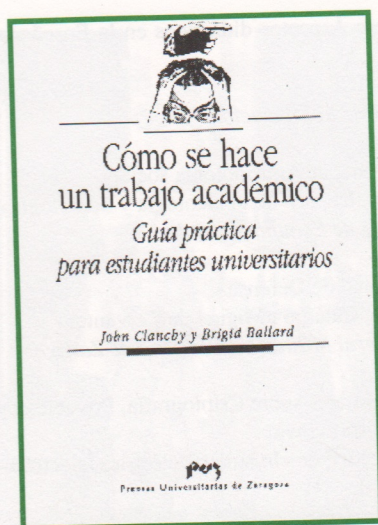 Cómo se hace
un trabajo académico
Guía práctica
para estudiantes universitarios
John Clanchy y Brigid Ballard
puz
Prensas Universitarias de Zaragoza